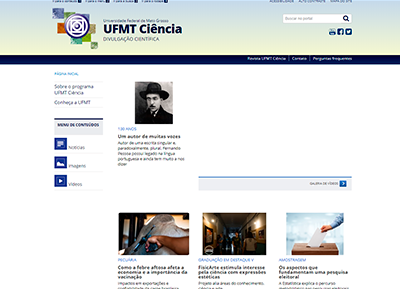 Universidade Federal de Mato Grosso
UFMT Ciência
DIVULGAÇÃO CIENTÍFICA
Buscar no portal
Revista UFMT Ciência | Contato | Perguntas frequentes
PÁGINA INICIAL
Sobre o programa
UFMT Ciência
Conheça a UFMT
MENU DE CONTEÚDOS
Notícias
Imagens
Vídeos
130 ANOS
Um autor de muitas vozes
Autor de uma escrita singular e,
paradoxalmente, plural, Fernando
Pessoa possui legado na língua
portuguesa e ainda tem muito a nos
dizer
GALERIA DE VÍDEOS
PECUÁRIA
Como a febre aftosa afeta a
economia e a importância da
vacinação
Impactos em exportações e
GRADUAÇÃO EM DESTAQUE II
FisicArte estimula interesse
pela ciência com expressões
estéticas
Projeto alia áreas do conhecimento,
AMOSTRAGEM
Os aspectos que
fundamentam uma pesquisa
eleitoral
A Estatística explica o percurso